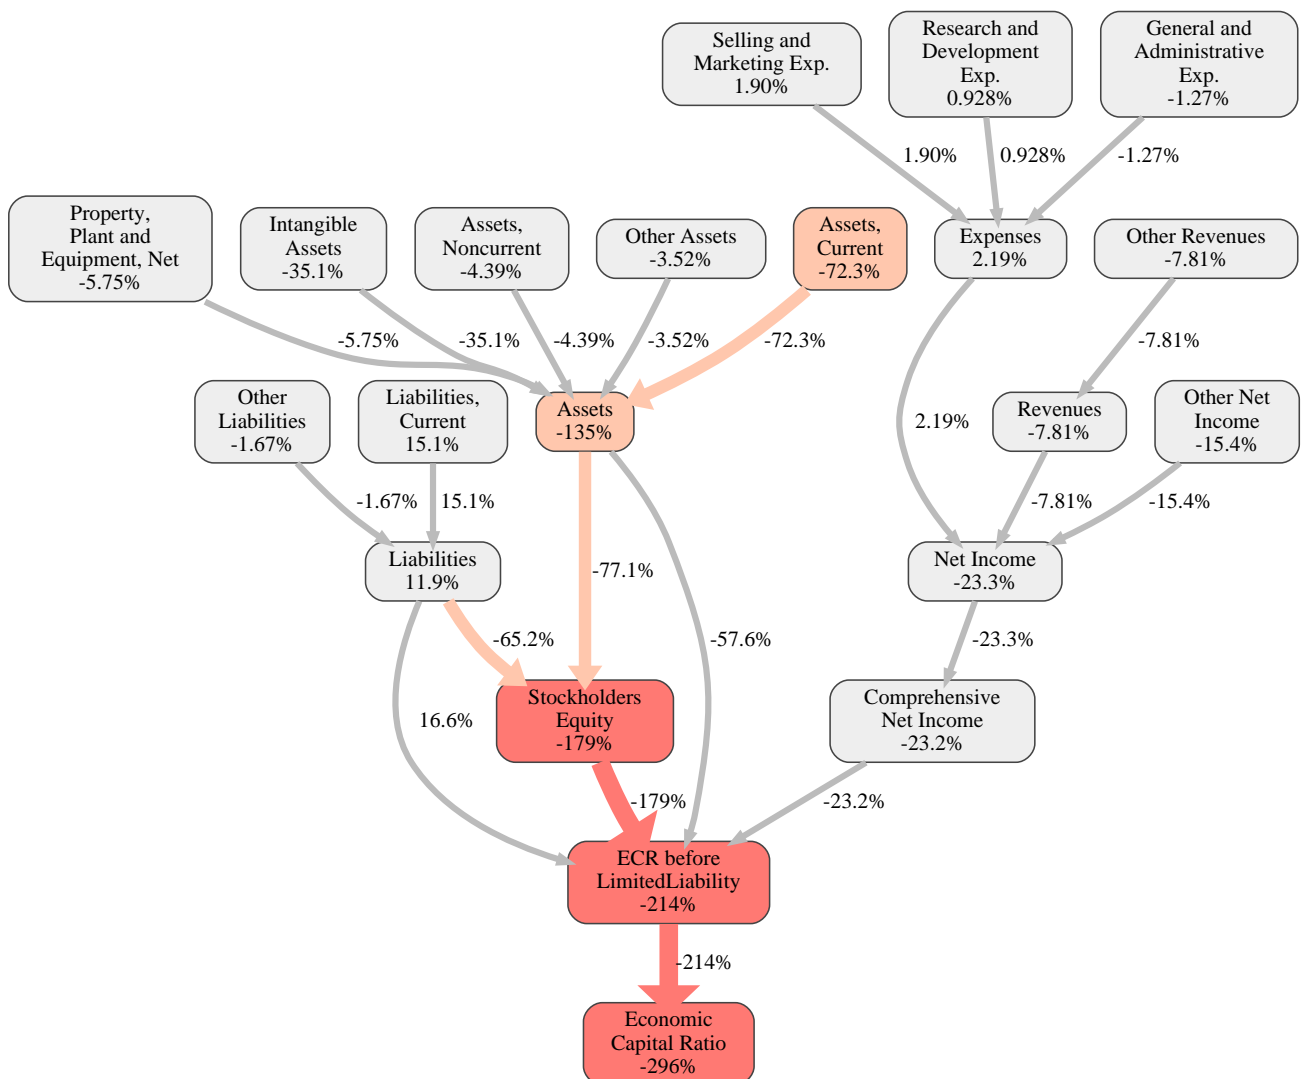 Selling and
Marketing Exp.
1.90%
Research and
Development
Exp.
0.928%
General and
Administrative
Exp.
-1.27%
1.90%
0.928%
-1.27%
Property,
Plant and
Equipment, Net
-5.75%
Intangible
Assets
-35.1%
Assets,
Noncurrent
-4.39%
Other Assets
-3.52%
Assets,
Current
-72.3%
Expenses
2.19%
Other Revenues
-7.81%
-5.75%
-35.1%
-4.39%
-3.52%
-72.3%
-7.81%
Other
Liabilities
-1.67%
Liabilities,
Current
15.1%
Assets
-135%
2.19%
Revenues
-7.81%
Other Net
Income
-15.4%
-1.67%
15.1%
-7.81%
-15.4%
Liabilities
11.9%
-77.1%
Net Income
-23.3%
-65.2%
-57.6%
-23.3%
16.6%
Stockholders
Equity
-179%
Comprehensive
Net Income
-23.2%
-179%
-23.2%
ECR before
LimitedLiability
-214%
-214%
Economic
Capital Ratio
-296%